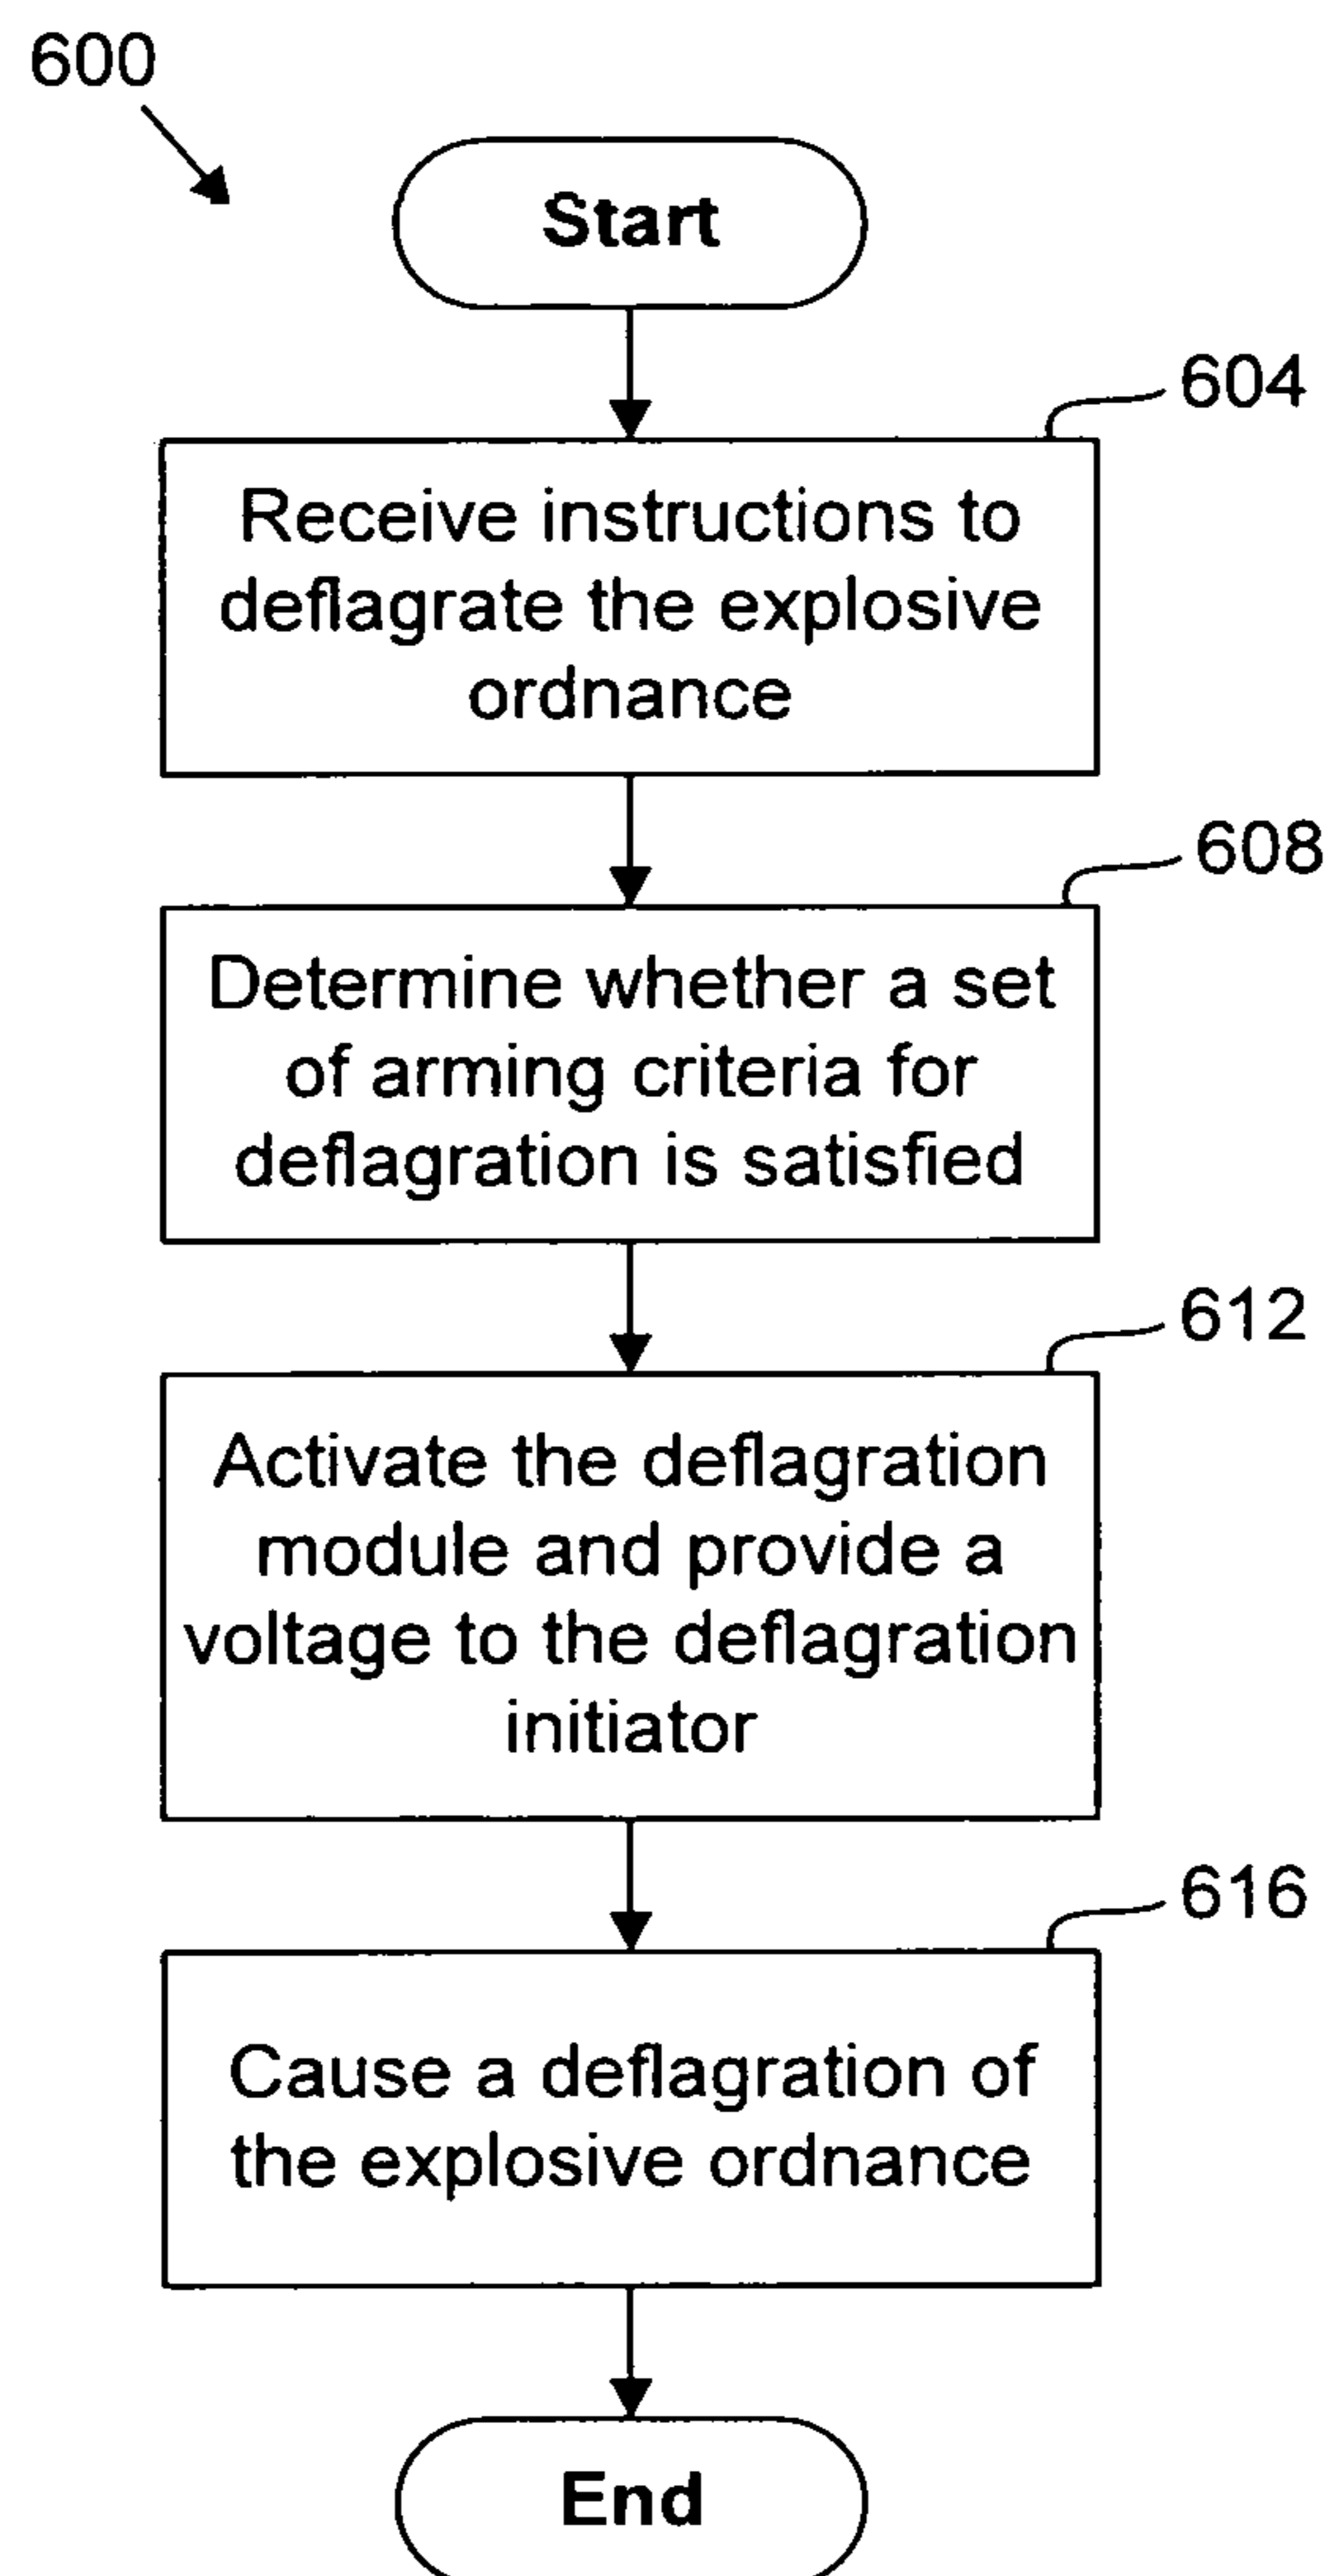 600
Start
604
Receive instructions to
deflagrate the explosive
ordnance
608
Determine whether a set
of arming criteria for
deflagration is satisfied
612
Activate the deflagration
module and provide a
voltage to the deflagration
initiator
616
Cause a deflagration of
the explosive ordnance
End